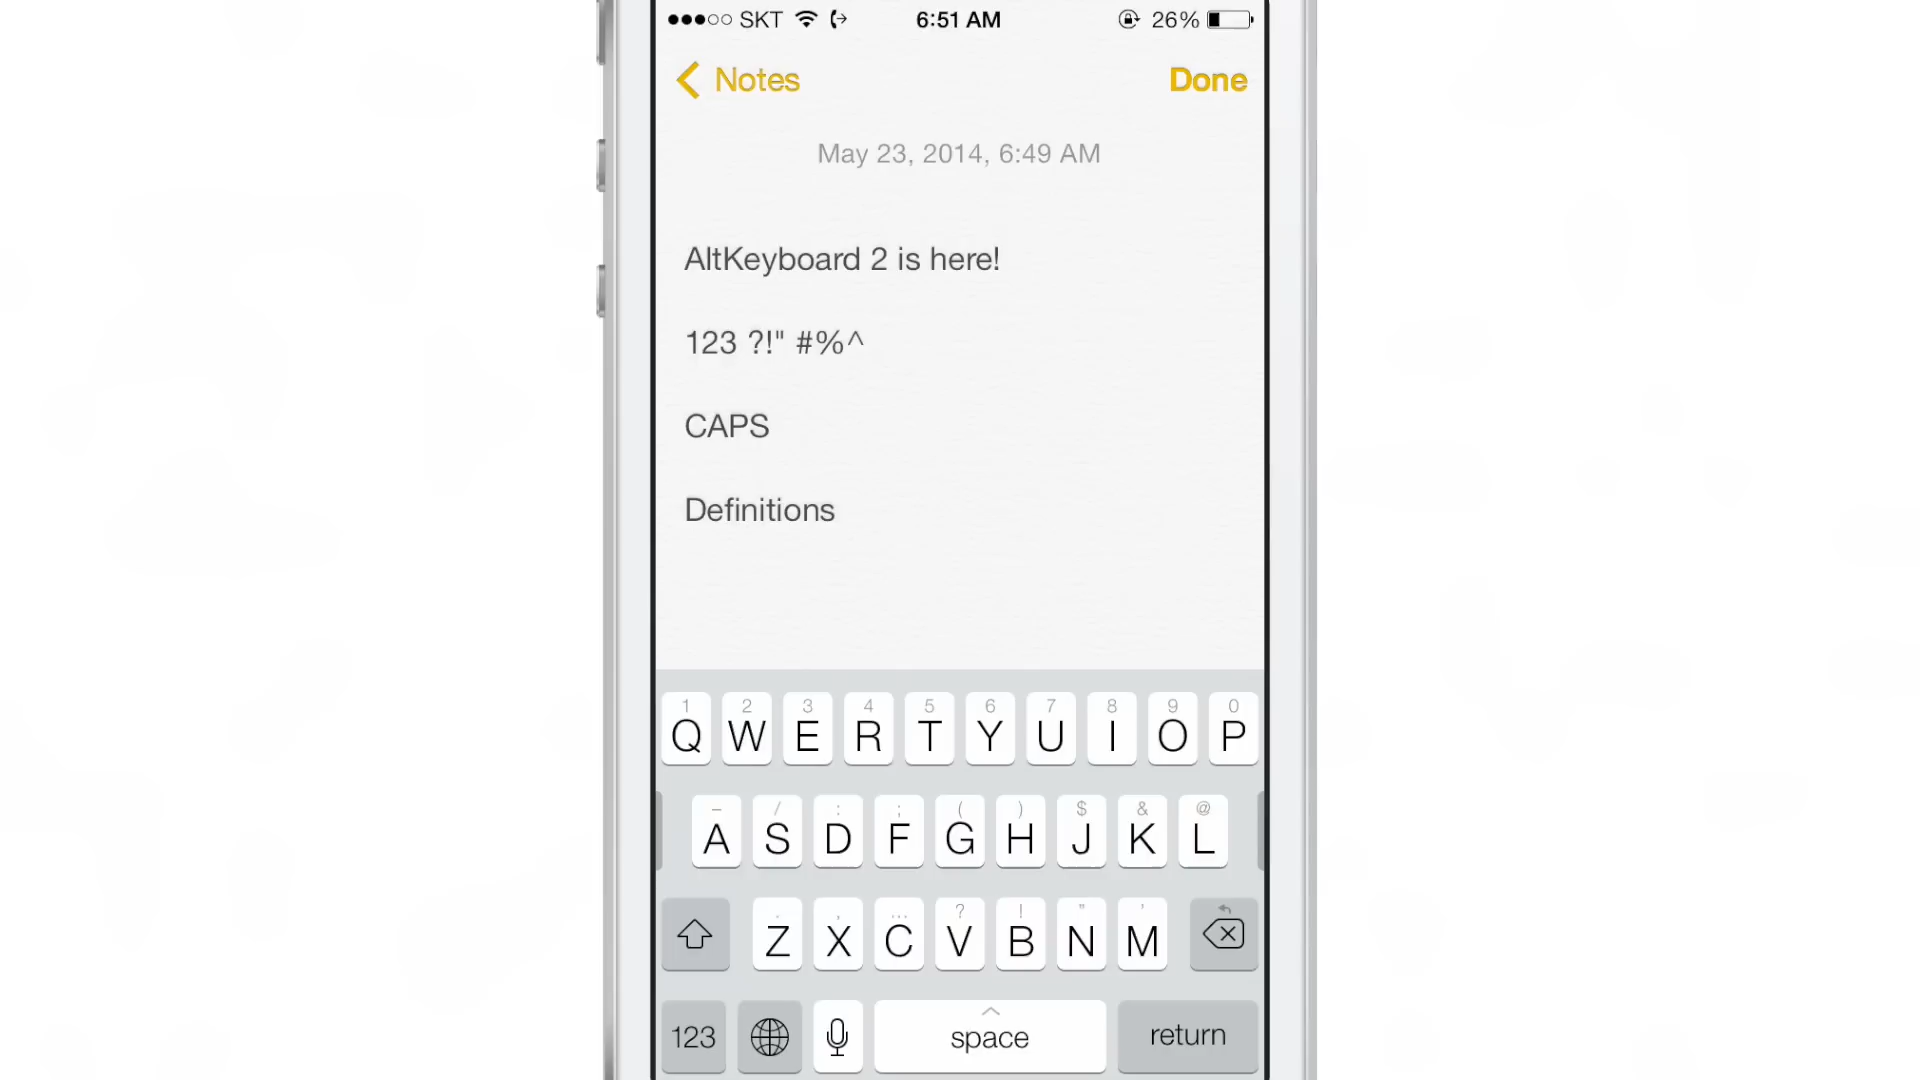 SKT 6:51 AM 26%
Notes Done
May 23, 2014, 6:49 AM
AltKeyboard 2 is here!
123 ?!" #%^
CAPS
Definitions
1 2 3 4 5 6 7 8 9 0
Q W E R T Y U I O P
– / : ; ( ) $ & @
A S D F G H J K L
. , ... ? ! " '
Z X C V B N M
123 space return